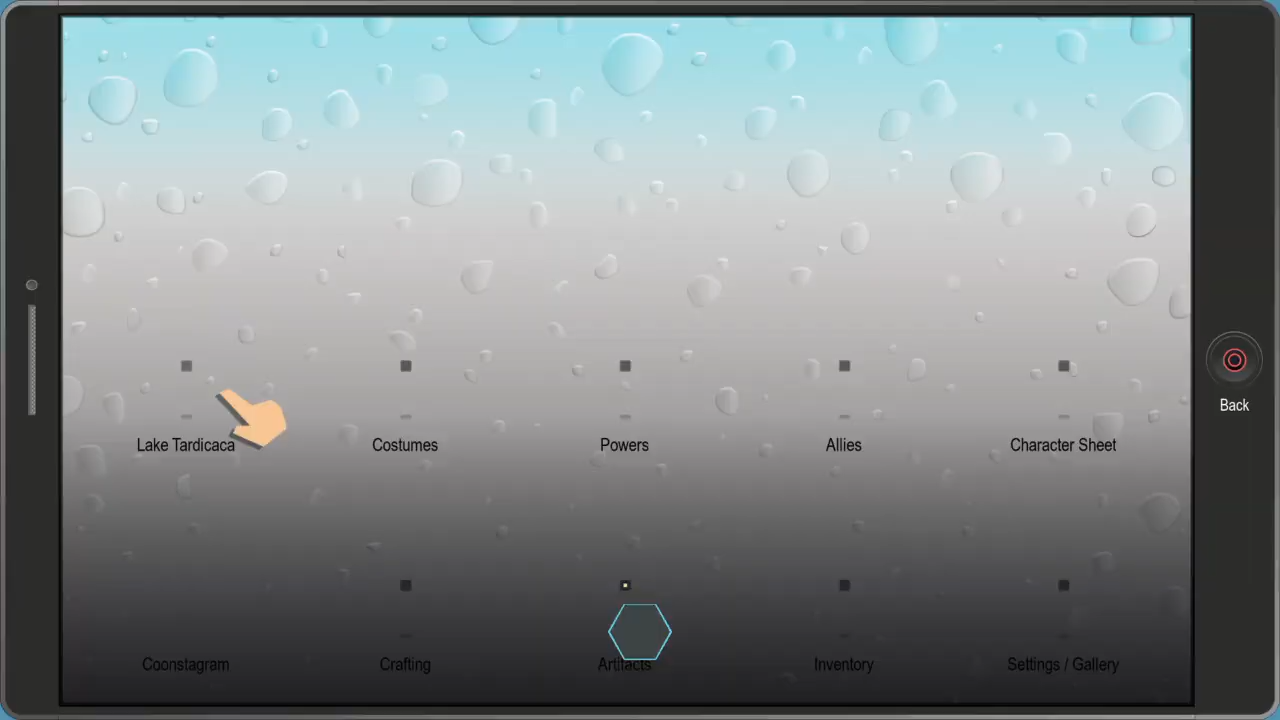 Back
Lake Tardicaca
Costumes
Powers
Allies
Character Sheet
Coonstagram
Crafting
Artifacts
Inventory
Settings / Gallery